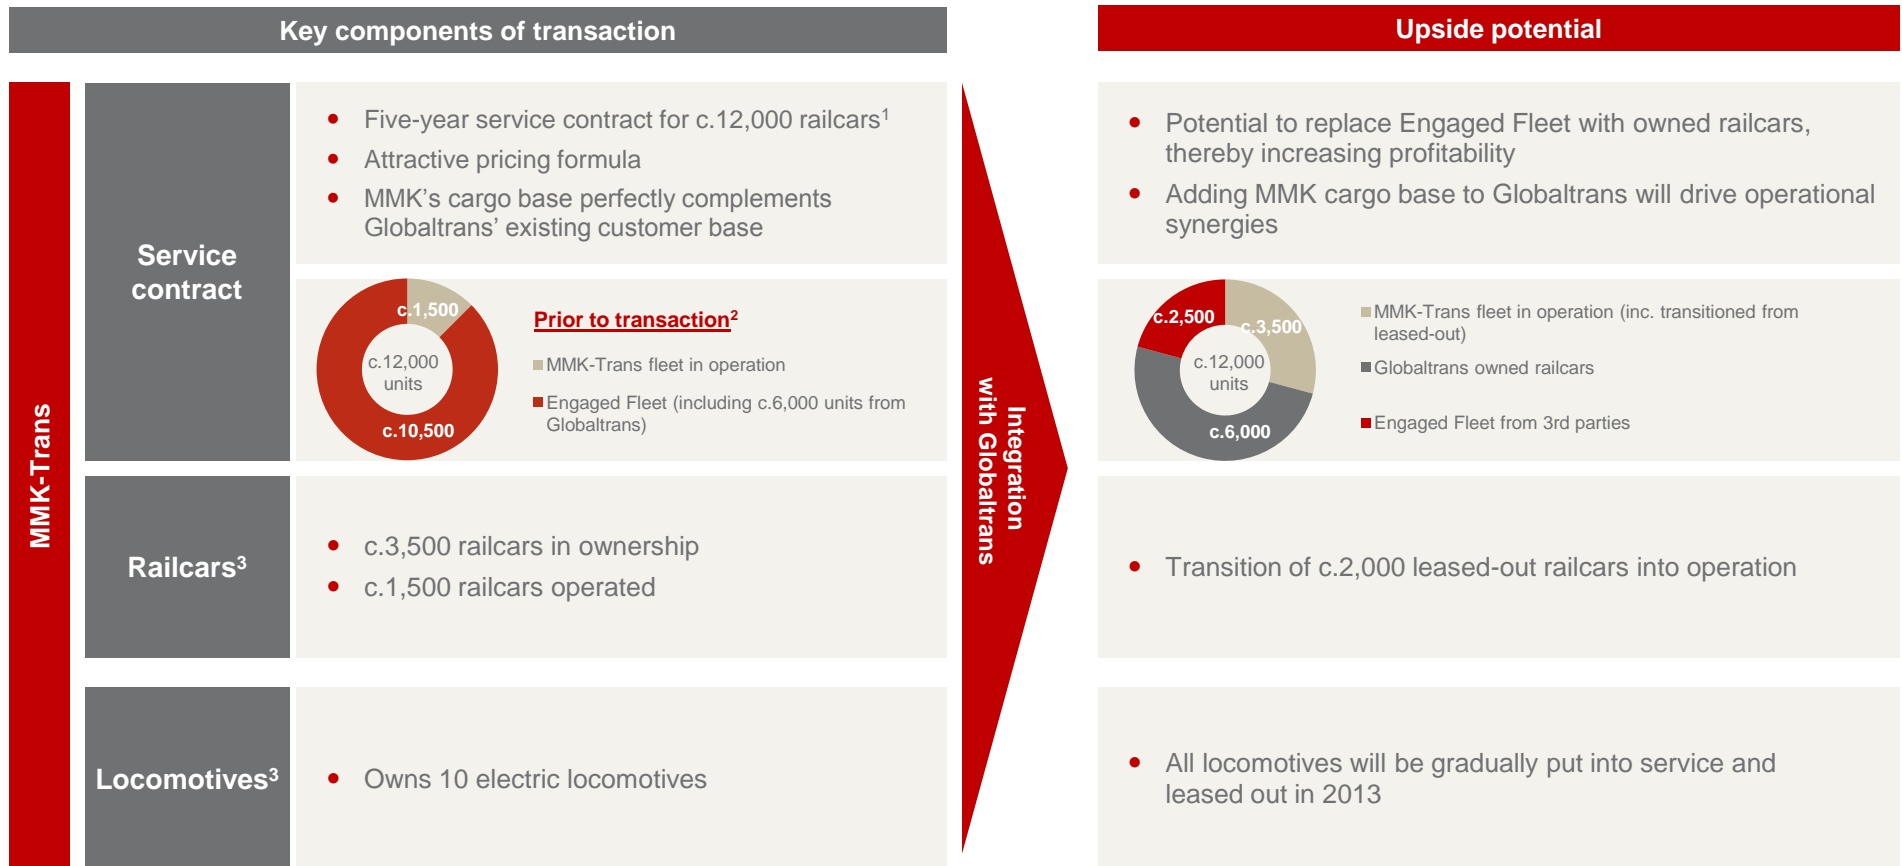 Key components of transaction
Upside potential
MMK-Trans
Service
contract
• Five-year service contract for c.12,000 railcars¹
• Attractive pricing formula
• MMK's cargo base perfectly complements
Globaltrans' existing customer base
c.1,500
c.12,000
units
c.10,500
Prior to transaction²
MMK-Trans fleet in operation
Engaged Fleet (including c.6,000 units from
Globaltrans)
Railcars³
• c.3,500 railcars in ownership
• c.1,500 railcars operated
Locomotives³
• Owns 10 electric locomotives
Integration
with Globaltrans
• Potential to replace Engaged Fleet with owned railcars,
thereby increasing profitability
• Adding MMK cargo base to Globaltrans will drive operational
synergies
c.2,500
c.3,500
c.12,000
units
c.6,000
MMK-Trans fleet in operation (inc. transitioned from
leased-out)
Globaltrans owned railcars
Engaged Fleet from 3rd parties
• Transition of c.2,000 leased-out railcars into operation
• All locomotives will be gradually put into service and
leased out in 2013